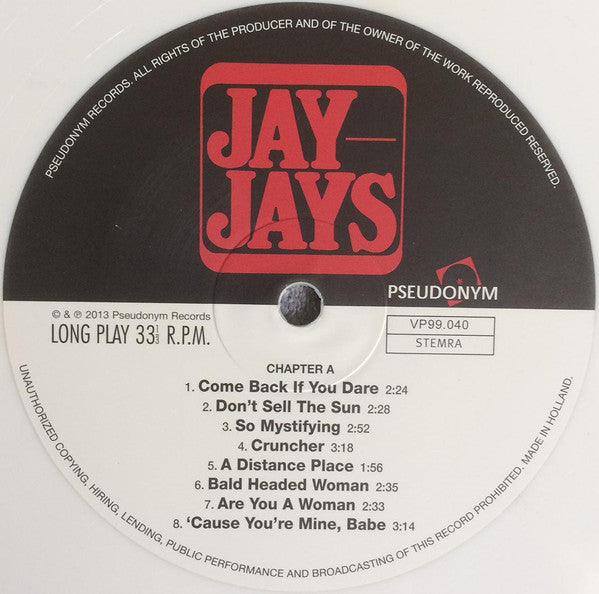 PSEUDONYM RECORDS. ALL RIGHTS OF THE PRODUCER AND OF THE OWNER OF THE WORK REPRODUCED RESERVED.
JAY-
JAYS
PSEUDONYM
© & ℗ 2013 Pseudonym Records
LONG PLAY 33⅓ R.P.M.
VP99.040
STEMRA
CHAPTER A
1. Come Back If You Dare 2:24
2. Don't Sell The Sun 2:28
3. So Mystifying 2:52
4. Cruncher 3:18
5. A Distance Place 1:56
6. Bald Headed Woman 2:35
7. Are You A Woman 2:33
8. ‘Cause You're Mine, Babe 3:14
UNAUTHORIZED COPYING, HIRING, LENDING, PUBLIC PERFORMANCE AND BROADCASTING OF THIS RECORD PROHIBITED. MADE IN HOLLAND.